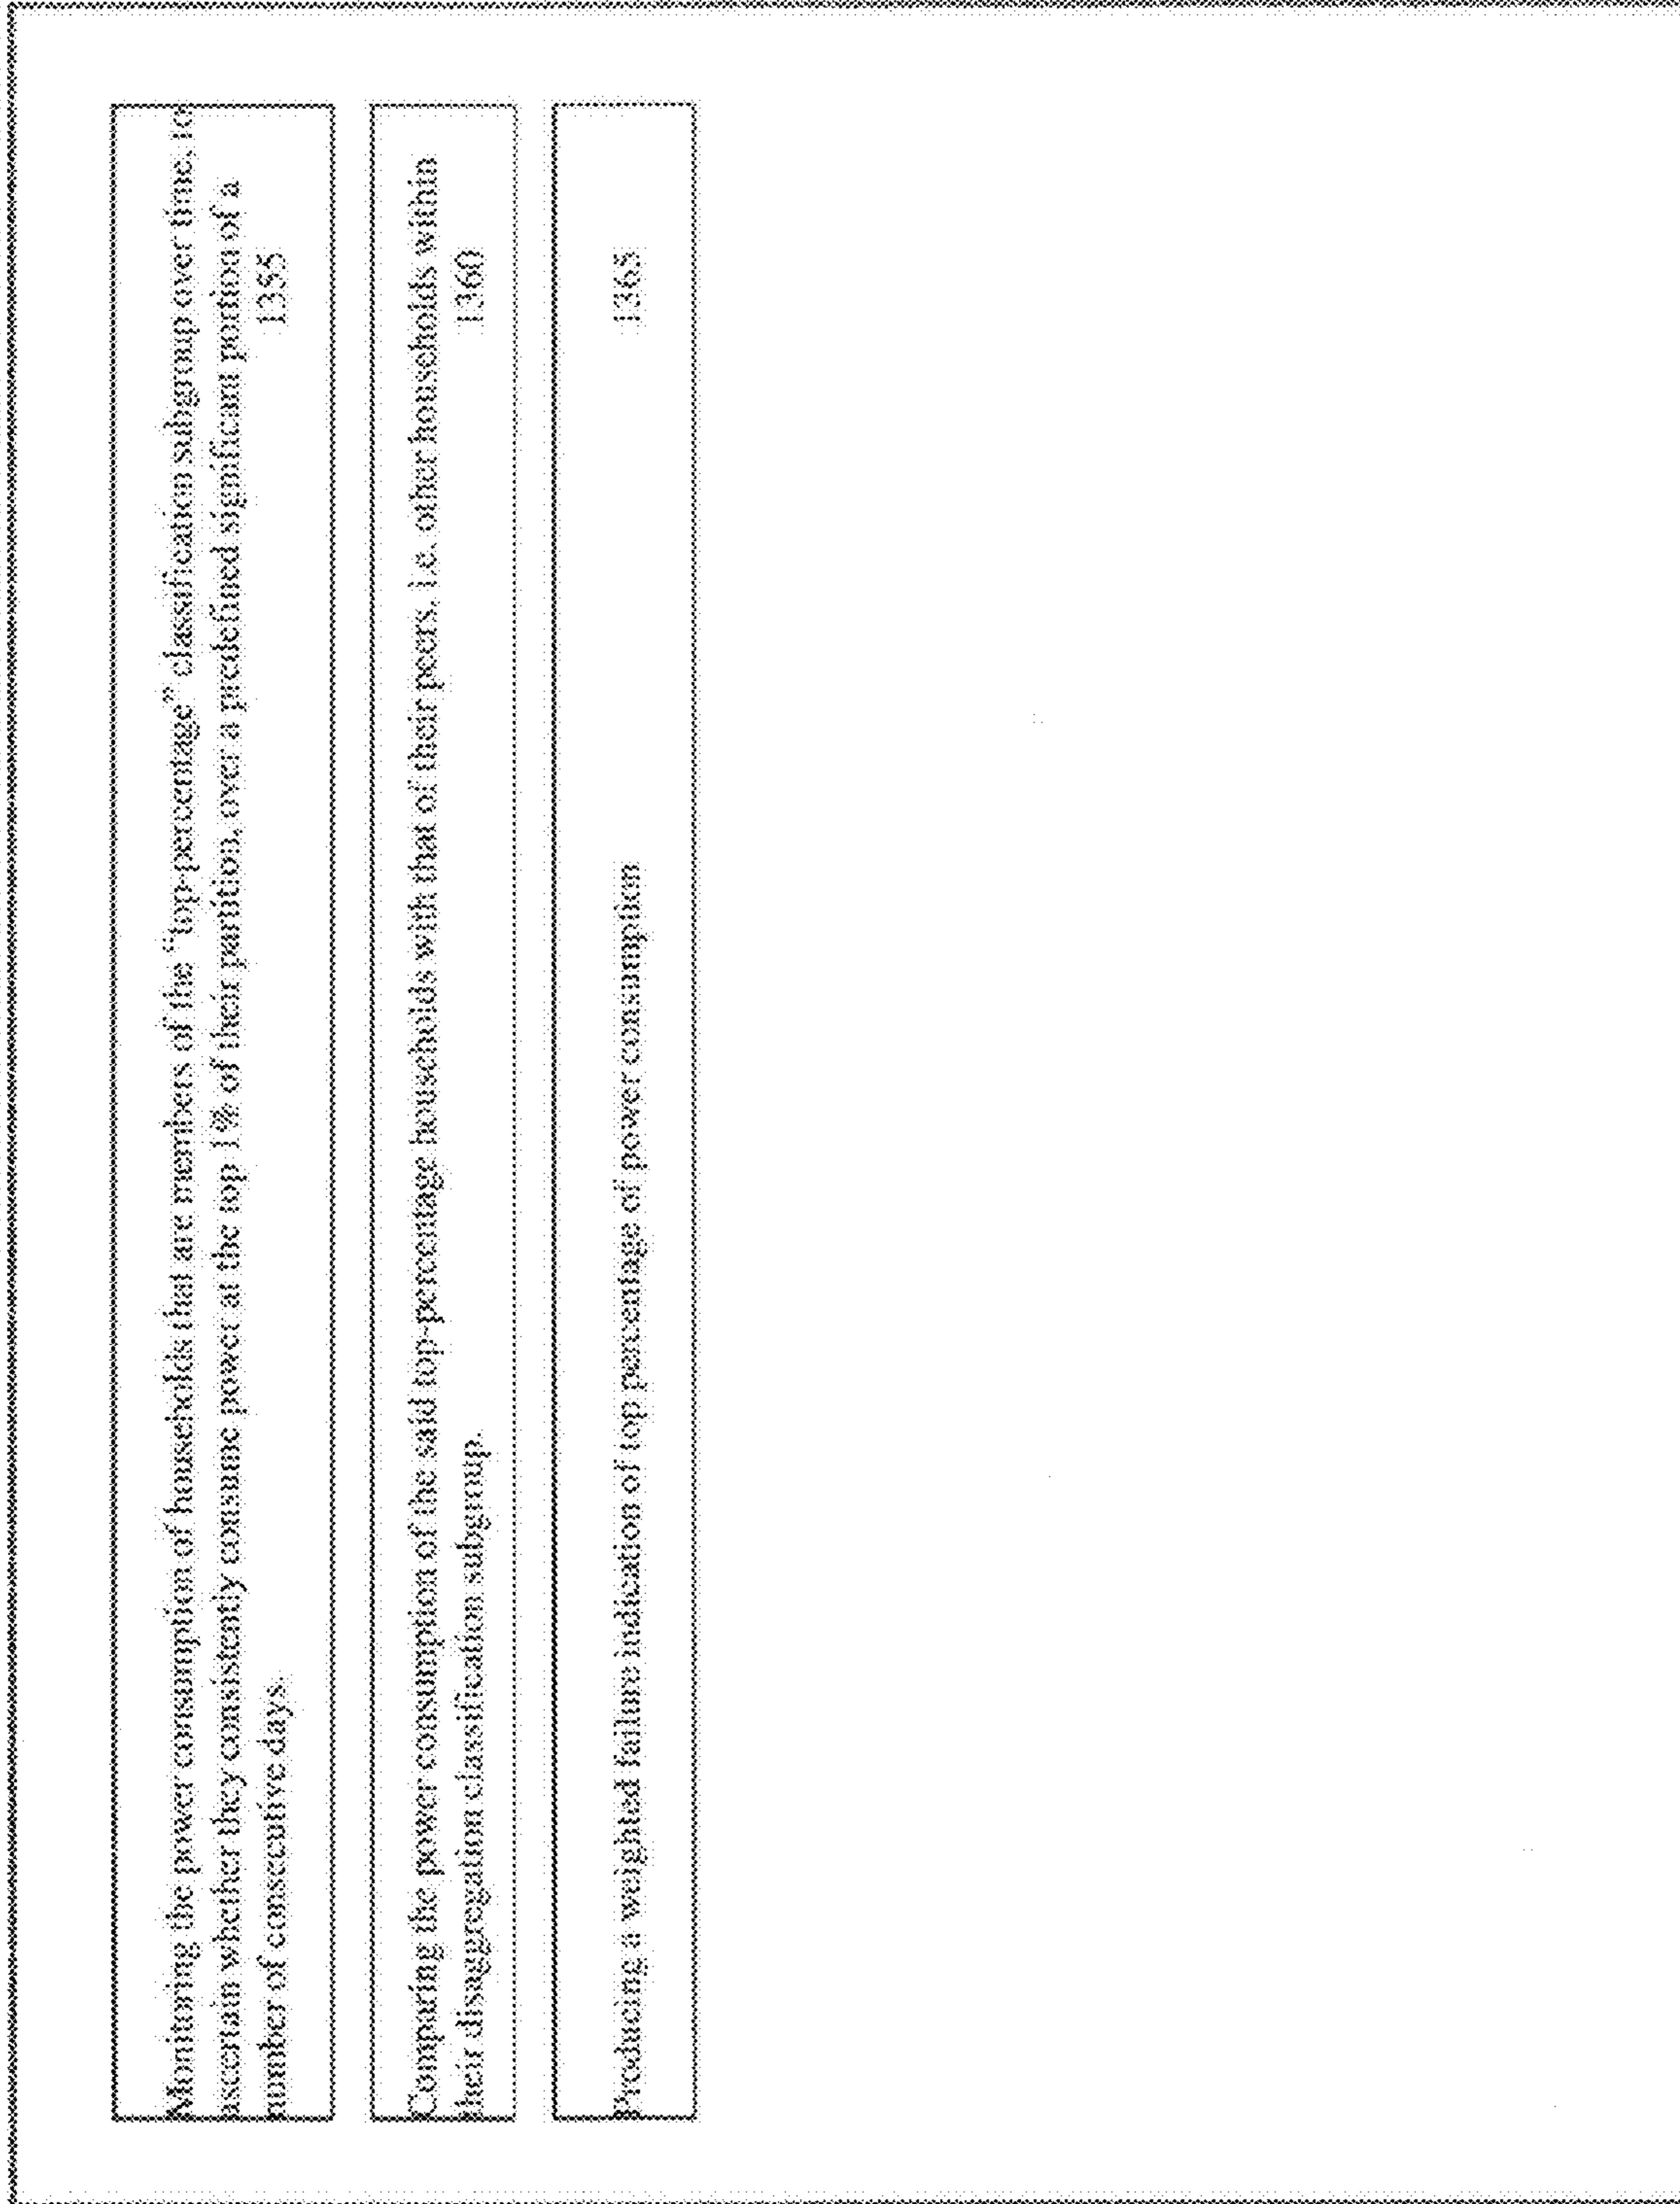 Monitoring the power consumption of households that are members of the “top-percentage” classification subgroup over time, to
ascertain whether they consistently consume power at the top 1% of their partition, over a predefined significant portion of a
number of consecutive days.
1355
Comparing the power consumption of the said top-percentage households with that of their peers, i.e. other households within
their disaggregation classification subgroup.
1360
Producing a weighted failure indication of top percentage of power consumption
1365